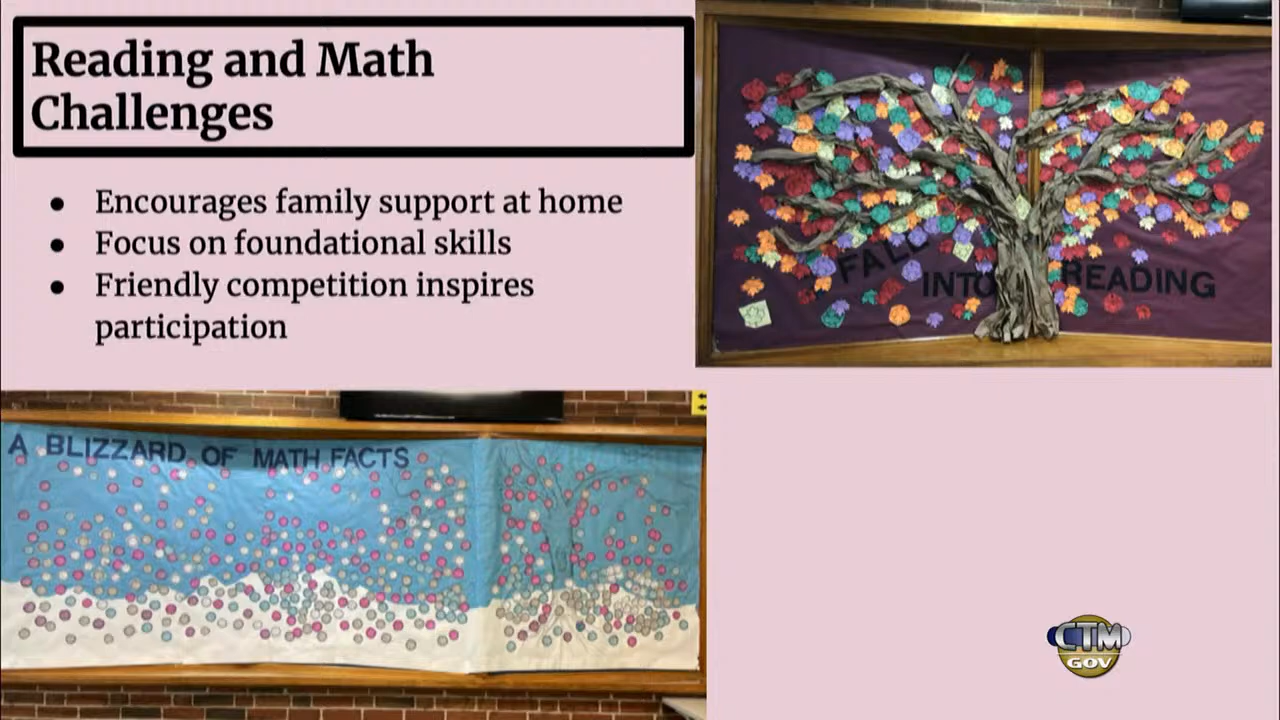 Reading and Math
Challenges
● Encourages family support at home
● Focus on foundational skills
● Friendly competition inspires
participation
FALL
INTO
READING
A BLIZZARD OF MATH FACTS
CTM
GOV